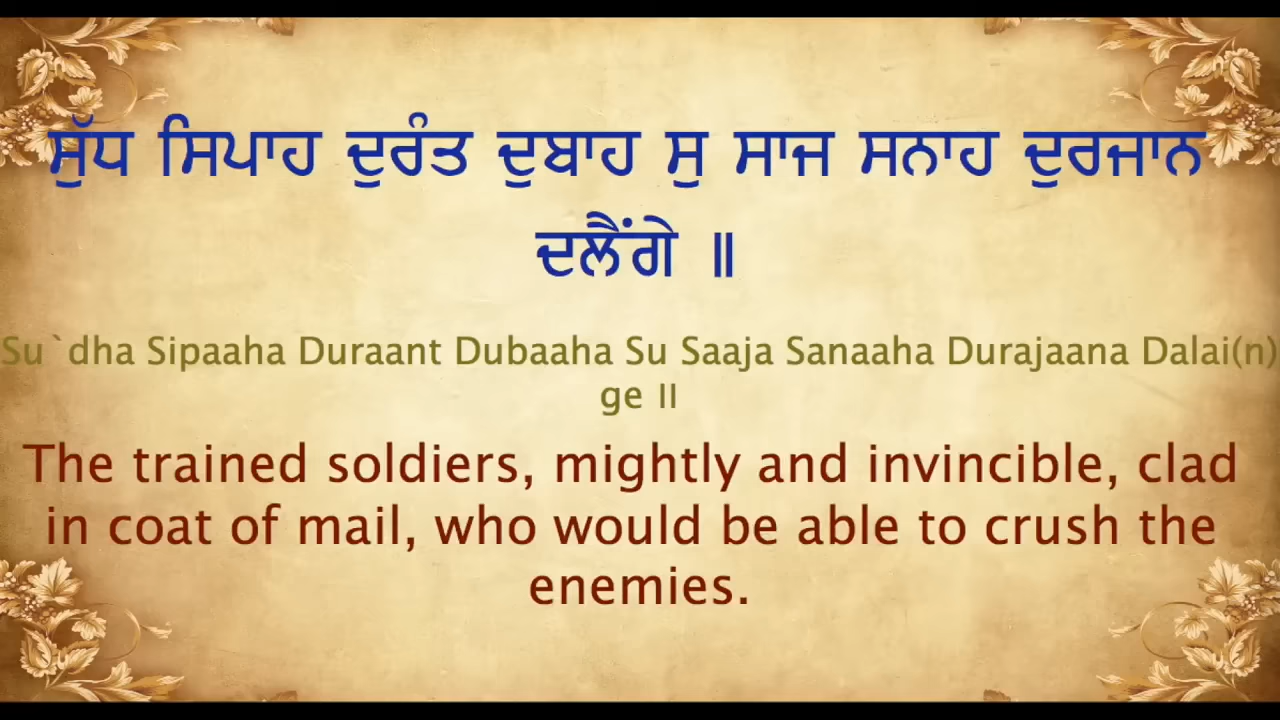 ਸੁੱਧ ਸਿਪਾਹ ਦੁਰੰਤ ਦੁਬਾਹ ਸੁ ਸਾਜ ਸਨਾਹ ਦੁਰਜਾਨ
ਦਲੈਂਗੇ ॥
Su`dha Sipaaha Duraant Dubaaha Su Saaja Sanaaha Durajaana Dalai(n)
ge II
The trained soldiers, mightly and invincible, clad
in coat of mail, who would be able to crush the
enemies.